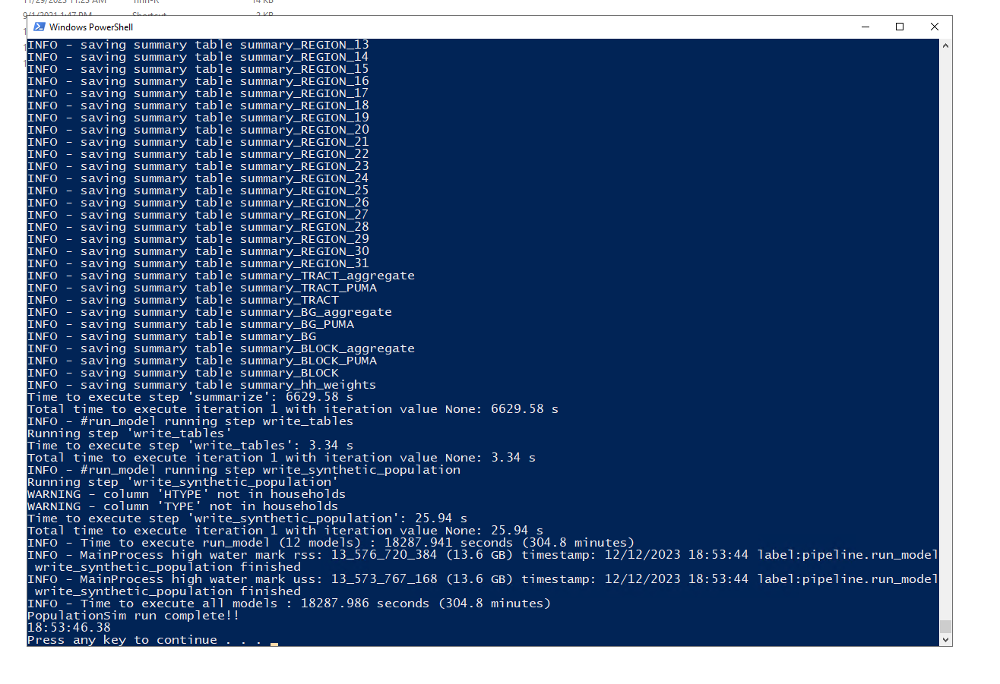 11/29/2023 11:25 AM
14 KB
9/1/2021 1:47 PM Shortcut 2 KB
Windows PowerShell
INFO - saving summary table summary_REGION_13
INFO - saving summary table summary_REGION_14
INFO - saving summary table summary_REGION_15
INFO - saving summary table summary_REGION_16
INFO - saving summary table summary_REGION_17
INFO - saving summary table summary_REGION_18
INFO - saving summary table summary_REGION_19
INFO - saving summary table summary_REGION_20
INFO - saving summary table summary_REGION_21
INFO - saving summary table summary_REGION_22
INFO - saving summary table summary_REGION_23
INFO - saving summary table summary_REGION_24
INFO - saving summary table summary_REGION_25
INFO - saving summary table summary_REGION_26
INFO - saving summary table summary_REGION_27
INFO - saving summary table summary_REGION_28
INFO - saving summary table summary_REGION_29
INFO - saving summary table summary_REGION_30
INFO - saving summary table summary_REGION_31
INFO - saving summary table summary_TRACT_aggregate
INFO - saving summary table summary_TRACT_PUMA
INFO - saving summary table summary_TRACT
INFO - saving summary table summary_BG_aggregate
INFO - saving summary table summary_BG_PUMA
INFO - saving summary table summary_BG
INFO - saving summary table summary_BLOCK_aggregate
INFO - saving summary table summary_BLOCK_PUMA
INFO - saving summary table summary_BLOCK
INFO - saving summary table summary_hh_weights
Time to execute step 'summarize': 6629.58 s
Total time to execute iteration 1 with iteration value None: 6629.58 s
INFO - #run_model running step write_tables
Running step 'write_tables'
Time to execute step 'write_tables': 3.34 s
Total time to execute iteration 1 with iteration value None: 3.34 s
INFO - #run_model running step write_synthetic_population
Running step 'write_synthetic_population'
WARNING - column 'HTYPE' not in households
WARNING - column 'TYPE' not in households
Time to execute step 'write_synthetic_population': 25.94 s
Total time to execute iteration 1 with iteration value None: 25.94 s
INFO - Time to execute run_model (12 models) : 18287.941 seconds (304.8 minutes)
INFO - MainProcess high water mark rss: 13_576_720_384 (13.6 GB) timestamp: 12/12/2023 18:53:44 label:pipeline.run_model
write_synthetic_population finished
INFO - MainProcess high water mark uss: 13_573_767_168 (13.6 GB) timestamp: 12/12/2023 18:53:44 label:pipeline.run_model
write_synthetic_population finished
INFO - Time to execute all models : 18287.986 seconds (304.8 minutes)
PopulationSim run complete!!
18:53:46.38
Press any key to continue . . .